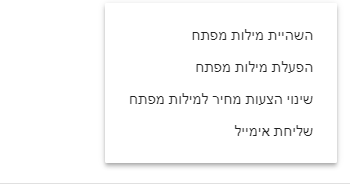 השהיית מילות מפתח
הפעלת מילות מפתח
שינוי הצעות מחיר למילות מפתח
שליחת אימייל